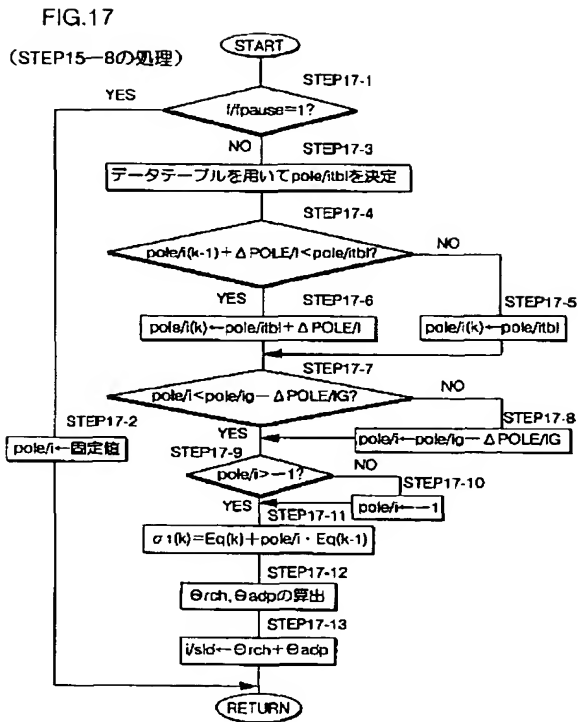 FIG.17
(STEP15-8の処理)
START
STEP17-1
YES
f/fpause=1?
NO
STEP17-3
データテーブルを用いてpole/itblを決定
STEP17-4
pole/i(k-1)+ΔPOLE/I<pole/itbl?
NO
YES
STEP17-6
STEP17-5
pole/i(k)←pole/itbl+ΔPOLE/I
pole/i(k)←pole/itbl
STEP17-7
pole/i<pole/ig-ΔPOLE/IG?
NO
STEP17-8
YES
pole/i←pole/ig-ΔPOLE/IG
STEP17-2
pole/i←固定値
STEP17-9
pole/i>-1?
NO
STEP17-10
YES
pole/i←-1
STEP17-11
σ1(k)=Eq(k)+pole/i・Eq(k-1)
STEP17-12
Θrch,Θadpの算出
STEP17-13
i/sld←Θrch+Θadp
RETURN